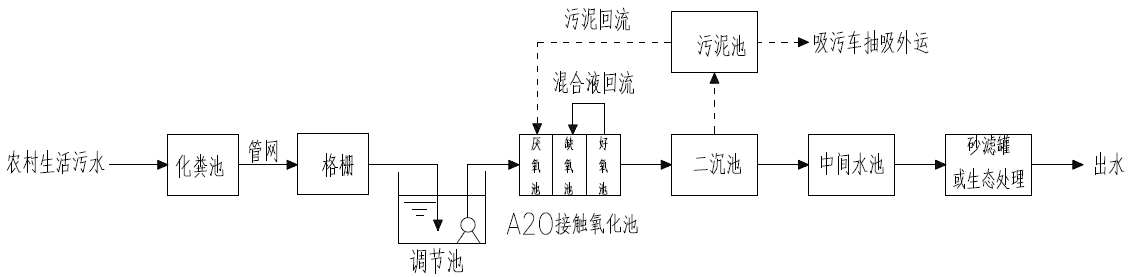 污泥回流
污泥池
吸污车抽吸外运
混合液回流
农村生活污水
化粪池
管网
格栅
调节池
厌氧池
缺氧池
好氧池
A2O接触氧化池
二沉池
中间水池
砂滤罐
或生态处理
出水